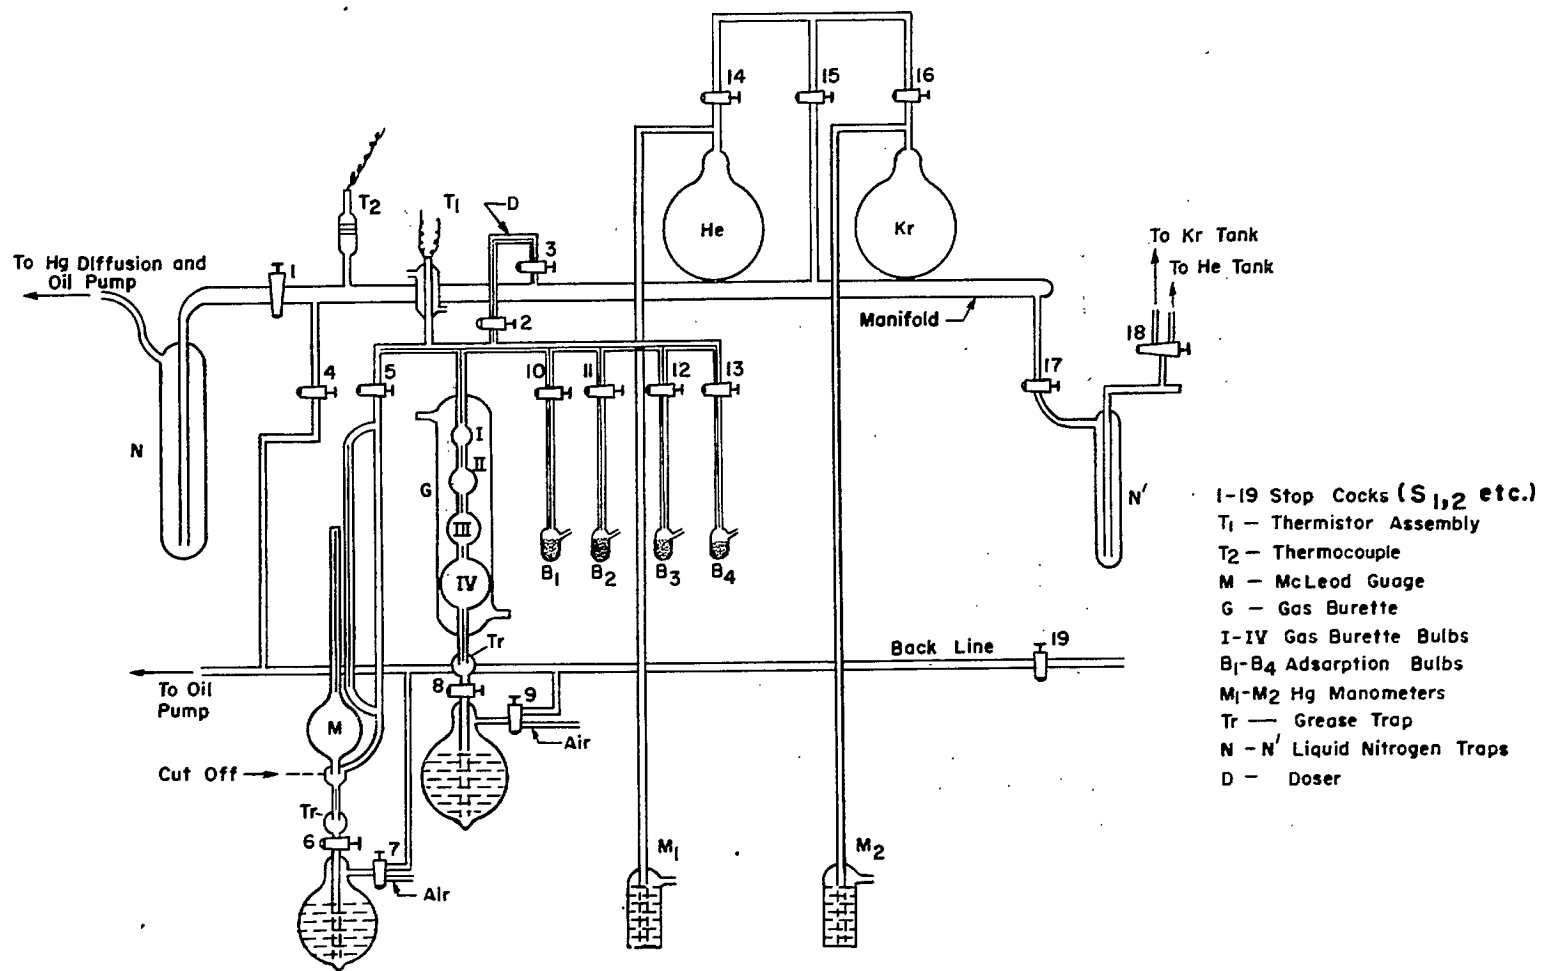 14
15
16
T2
T1
D
3
He
Kr
To Kr Tank
To He Tank
To Hg Diffusion and
Oil Pump
1
2
Manifold
18
4
5
10
11
12
13
17
I
II
N
G
III
N'
IV
B1
B2
B3
B4
1-19 Stop Cocks (S1,2 etc.)
T1 — Thermistor Assembly
T2 — Thermocouple
M — McLeod Guage
G — Gas Burette
I-IV Gas Burette Bulbs
B1-B4 Adsarption Bulbs
M1-M2 Hg Manometers
Tr — Grease Trap
N - N' Liquid Nitrogen Traps
D - Doser
Tr
Back Line
19
To Oil
Pump
8
9
M
Air
Cut Off
Tr
6
7
M1
M2
Air